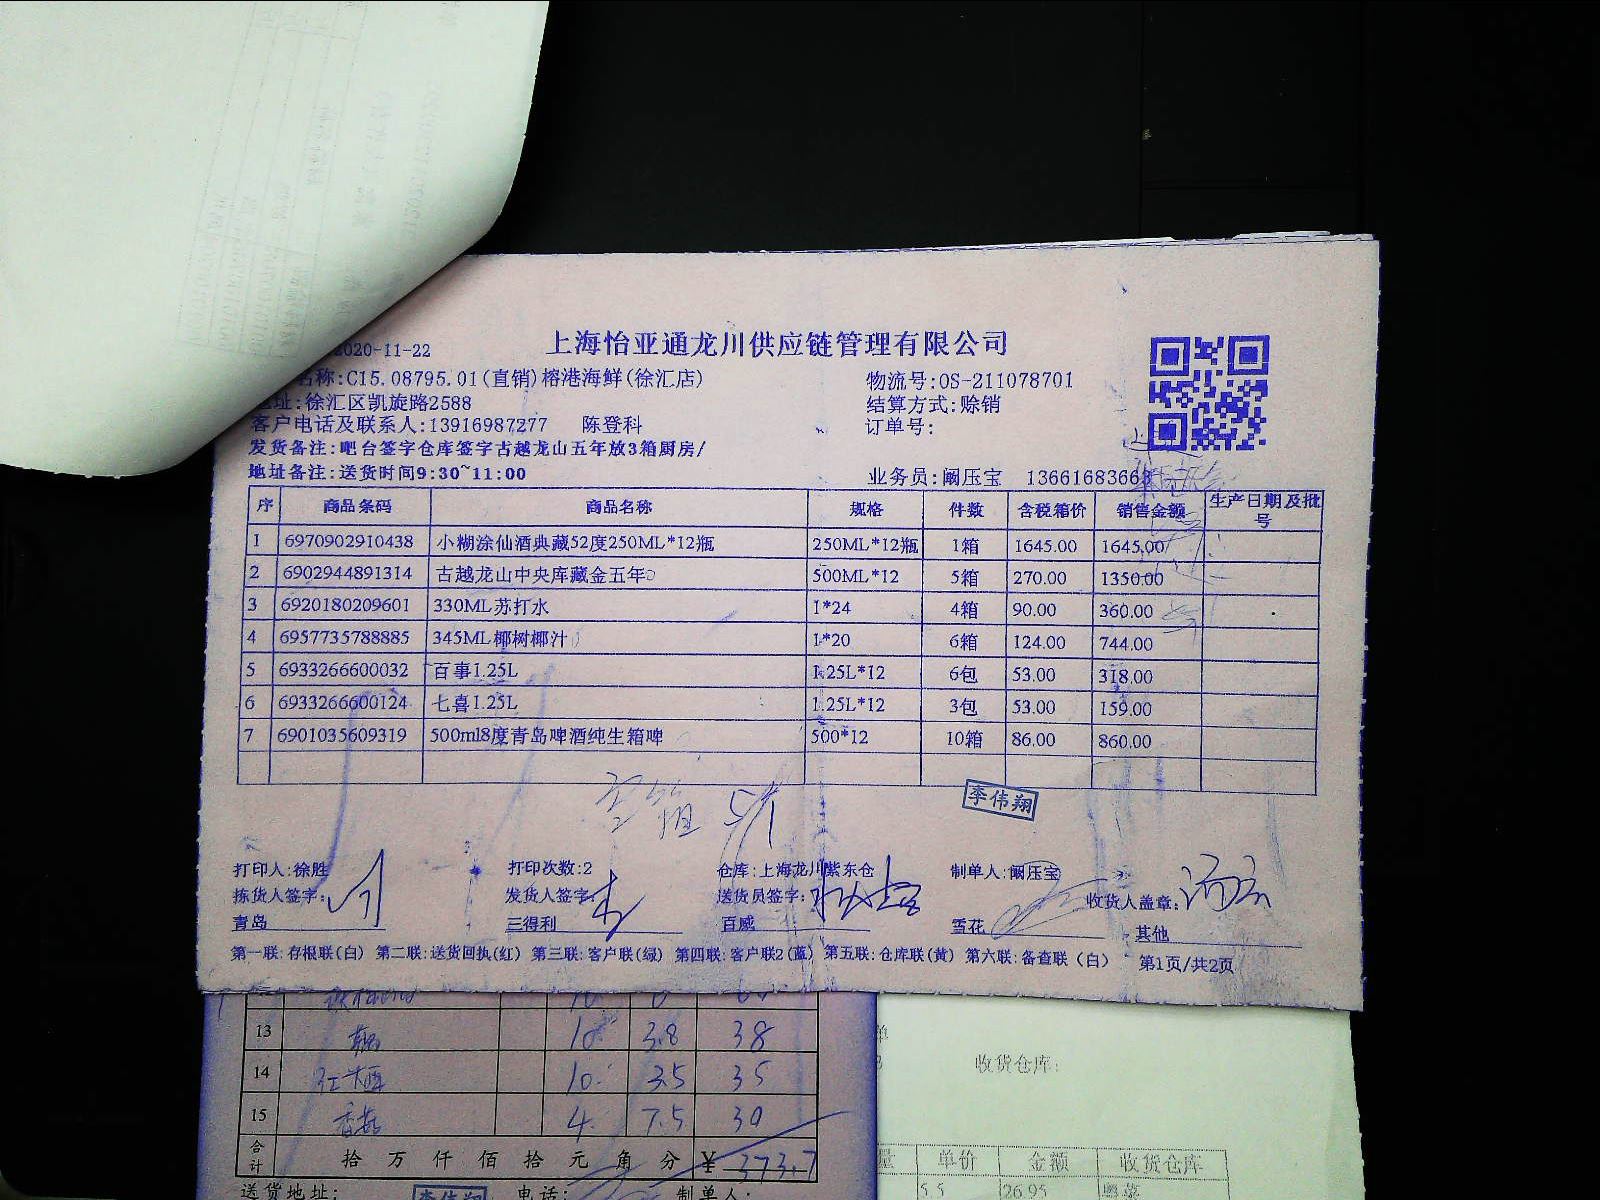 2020-11-22
上海怡亚通龙川供应链管理有限公司
名称:C15.08795.01(直销)榕港海鲜(徐汇店)
物流号:OS-211078701
址:徐汇区凯旋路2588
结算方式:赊销
客户电话及联系人:13916987277 陈登科
订单号:
发货备注:吧台签字仓库签字古越龙山五年放3箱厨房/
地址备注:送货时间9:30~11:00
业务员:阚压宝 13661683663
序 商品条码 商品名称 规格 件数 含税箱价 销售金额 生产日期及批号
1 6970902910438 小糊涂仙酒典藏52度250ML*12瓶 250ML*12瓶 1箱 1645.00 1645.00
2 6902944891314 古越龙山中央库藏金五年 500ML*12 5箱 270.00 1350.00
3 6920180209601 330ML苏打水 1*24 4箱 90.00 360.00
4 6957735788885 345ML椰树椰汁 1*20 6箱 124.00 744.00
5 6933266600032 百事1.25L 1.25L*12 6包 53.00 318.00
6 6933266600124 七喜1.25L 1.25L*12 3包 53.00 159.00
7 6901035609319 500ml8度青岛啤酒纯生箱啤 500*12 10箱 86.00 860.00
李伟翔
空箱 5个
打印人:徐胜 打印次数:2 仓库:上海龙川紫东仓 制单人:阚压宝
拣货人签字: 发货人签字: 送货员签字: 收货人盖章:
青岛 三得利 百威 雪花 其他
第一联:存根联(白) 第二联:送货回执(红) 第三联:客户联(绿) 第四联:客户联2(蓝) 第五联:仓库联(黄) 第六联:备查联(白) 第1页/共2页
13 10 3.8 38
14 10 3.5 35
15 香菇 4 7.5 30
合计 拾 万 仟 佰 拾 元 角 分 ¥ 373.7
送货地址: 李伟翔 电话: 制单人:
单
收货仓库:
量 单价 金额 收货仓库
5.5 26.95